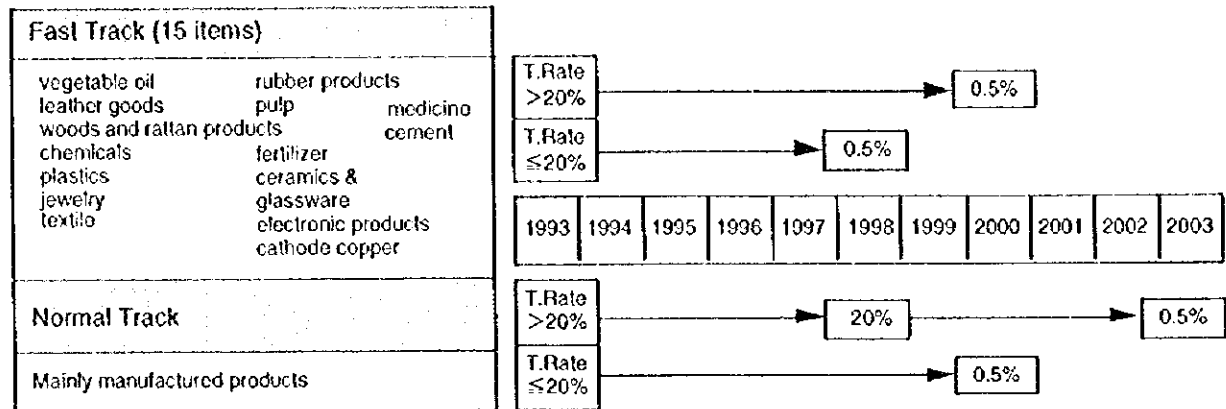 Fast Track (15 items)
vegetable oil rubber products
leather goods pulp medicino
woods and rattan products cement
chemicals fertilizer
plastics ceramics &
jewelry glassware
textilo electronic products
cathode copper
T.Rate
>20%
0.5%
T.Rate
≦20%
0.5%
1993 1994 1995 1996 1997 1998 1999 2000 2001 2002 2003
Normal Track
T.Rate
>20%
20%
0.5%
Mainly manufactured products
T.Rate
≦20%
0.5%